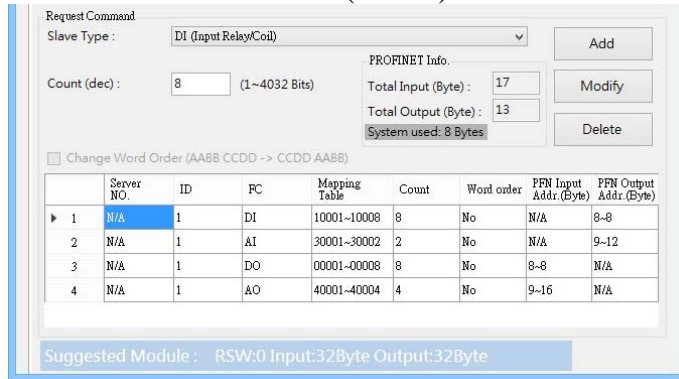 Request Command
Slave Type : DI (Input Relay/Coil) Add
PROFINET Info.
Count (dec) : 8 (1~4032 Bits) Total Input (Byte) : 17 Modify
Total Output (Byte) : 13
System used: 8 Bytes Delete
Change Word Order (AABB CCDD -> CCDD AABB)
Server NO. ID FC Mapping Table Count Word order PFN Input Addr.(Byte) PFN Output Addr.(Byte)
1 N/A 1 DI 10001~10008 8 No N/A 8~8
2 N/A 1 AI 30001~30002 2 No N/A 9~12
3 N/A 1 DO 00001~00008 8 No 8~8 N/A
4 N/A 1 AO 40001~40004 4 No 9~16 N/A
Suggested Module : RSW:0 Input:32Byte Output:32Byte